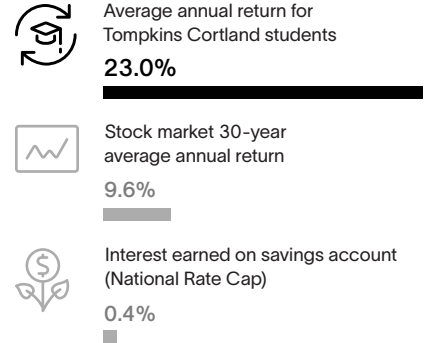 Average annual return for
Tompkins Cortland students
23.0%
Stock market 30-year
average annual return
9.6%
Interest earned on savings account
(National Rate Cap)
0.4%